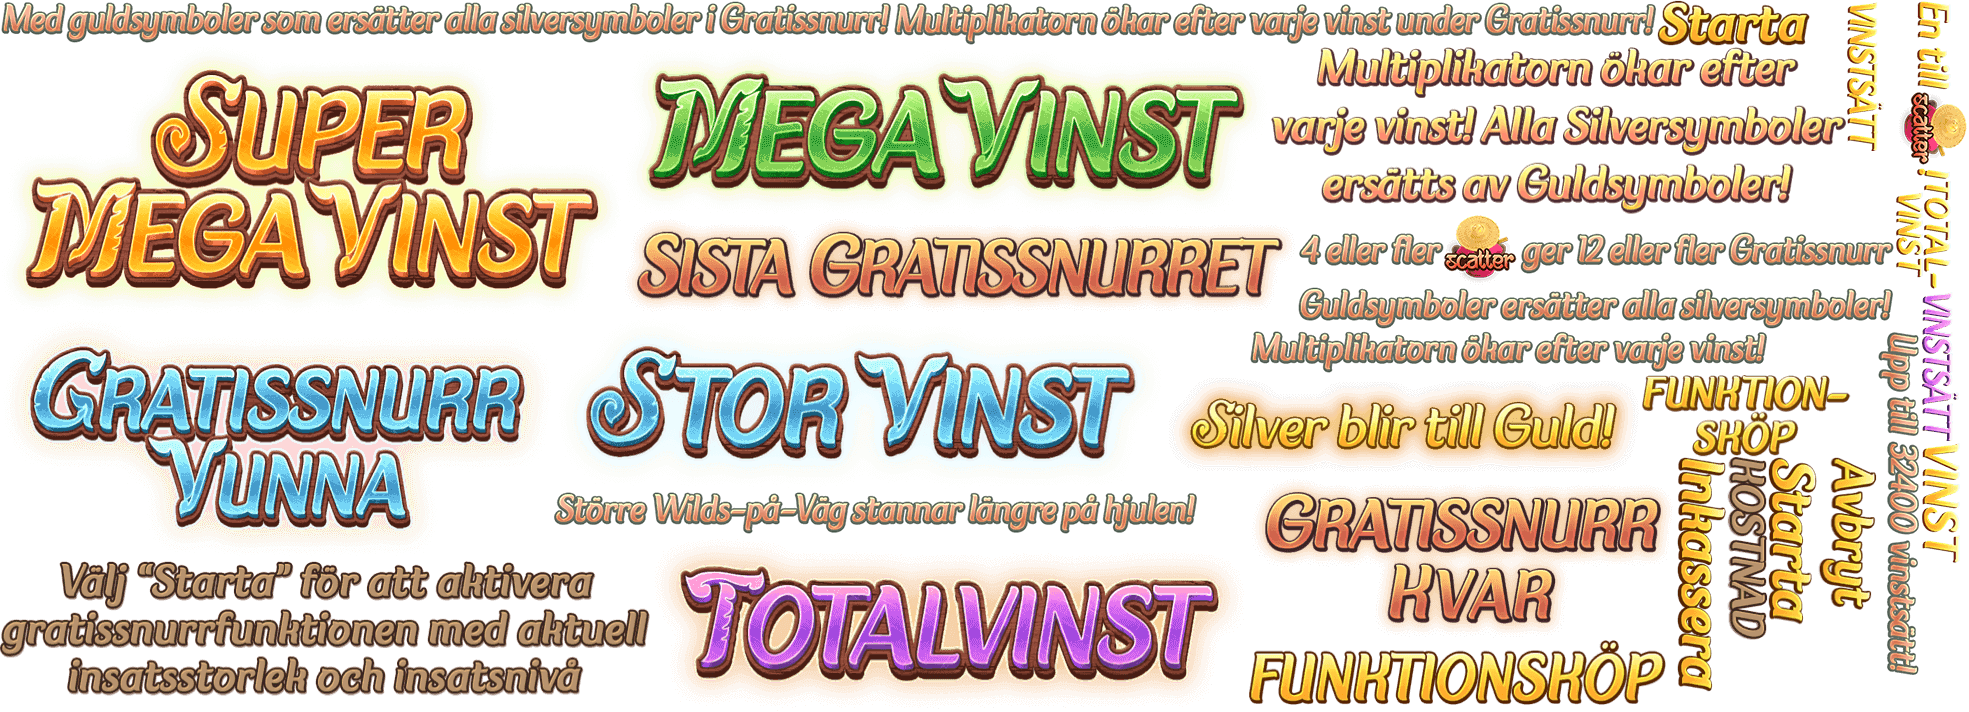 Med guldsymboler som ersätter alla silversymboler i Gratissnurr! Multiplikatorn ökar efter varje vinst under Gratissnurr!
Starta
SUPER
MEGA VINST
MEGA VINST
SISTA GRATISSNURRET
Multiplikatorn ökar efter
varje vinst! Alla Silversymboler
ersätts av Guldsymboler!
4 eller fler scatter ger 12 eller fler Gratissnurr
Guldsymboler ersätter alla silversymboler!
Multiplikatorn ökar efter varje vinst!
GRATISSNURR
VUNNA
STOR VINST
Silver blir till Guld!
FUNKTION-
SKÖP
Större Wilds-på-Väg stannar längre på hjulen!
GRATISSNURR
KVAR
Välj “Starta” för att aktivera
gratissnurrfunktionen med aktuell
insatsstorlek och insatsnivå
TOTALVINST
FUNKTIONSKÖP
VINSTSÄTT
En till scatter!
TOTAL-
VINST
VINSTSÄTT
VINST
Upp till 32400 vinstsätt!
Avbryt
Starta
KOSTNAD
Inkassera